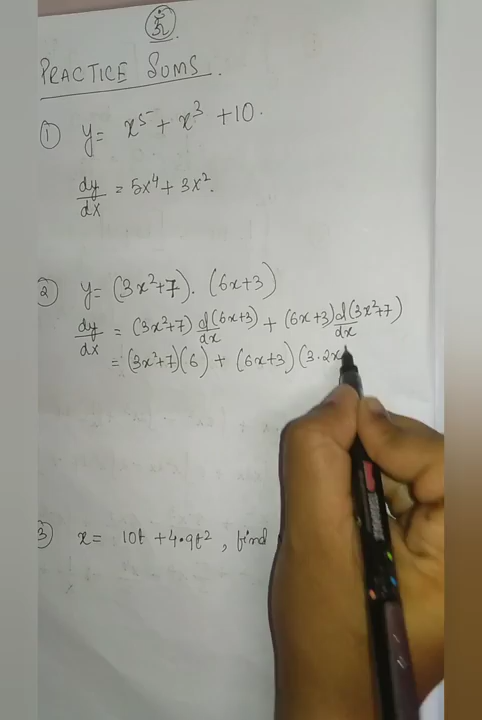 PRACTICE SUMS.
① y = x⁵ + x³ + 10.
dy/dx = 5x⁴ + 3x².
② y = (3x²+7). (6x+3)
dy/dx = (3x²+7) d(6x+3)/dx + (6x+3) d(3x²+7)/dx
= (3x²+7)(6) + (6x+3)(3.2x
③ x = 10t + 4.9t², find